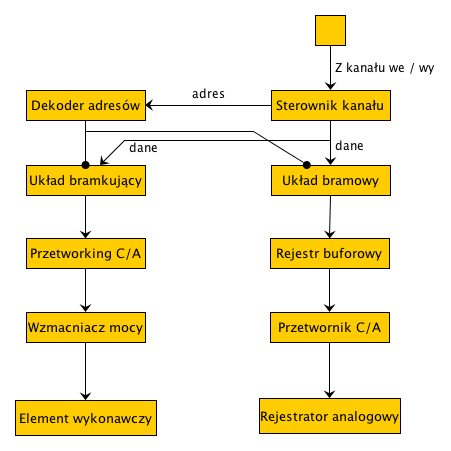 Z kanału we / wy
Dekoder adresów
adres
Sterownik kanału
dane
dane
Układ bramkujący
Układ bramowy
Przetworking C/A
Rejestr buforowy
Wzmacniacz mocy
Przetwornik C/A
Element wykonawczy
Rejestrator analogowy